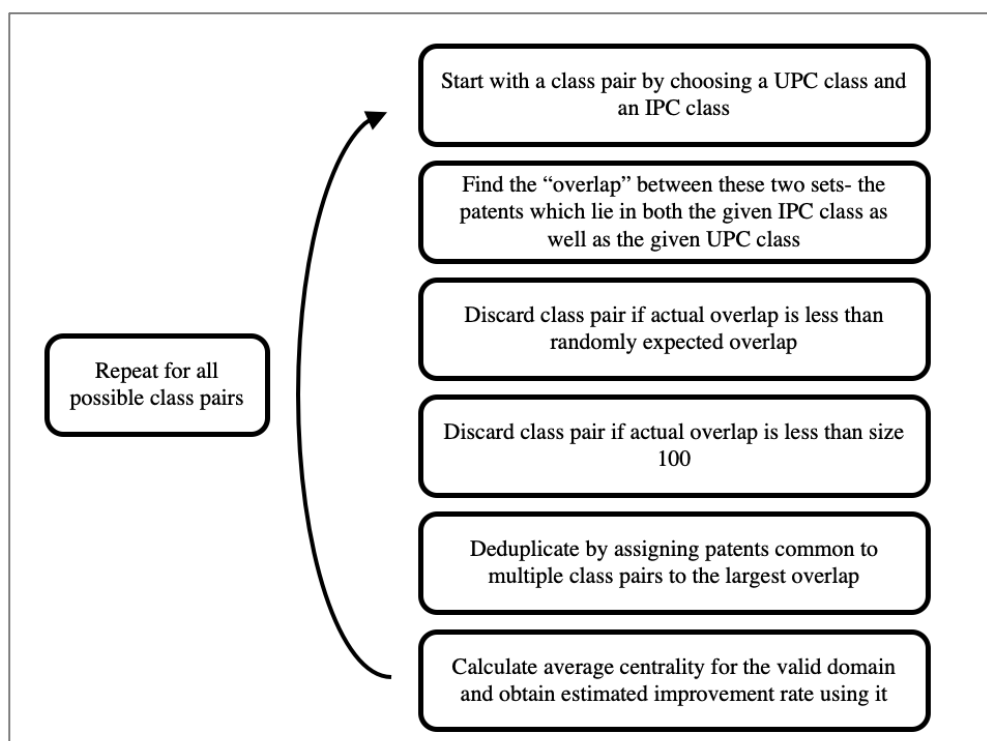 Start with a class pair by choosing a UPC class and
an IPC class
Find the “overlap” between these two sets- the
patents which lie in both the given IPC class as
well as the given UPC class
Discard class pair if actual overlap is less than
randomly expected overlap
Repeat for all
possible class pairs
Discard class pair if actual overlap is less than size
100
Deduplicate by assigning patents common to
multiple class pairs to the largest overlap
Calculate average centrality for the valid domain
and obtain estimated improvement rate using it